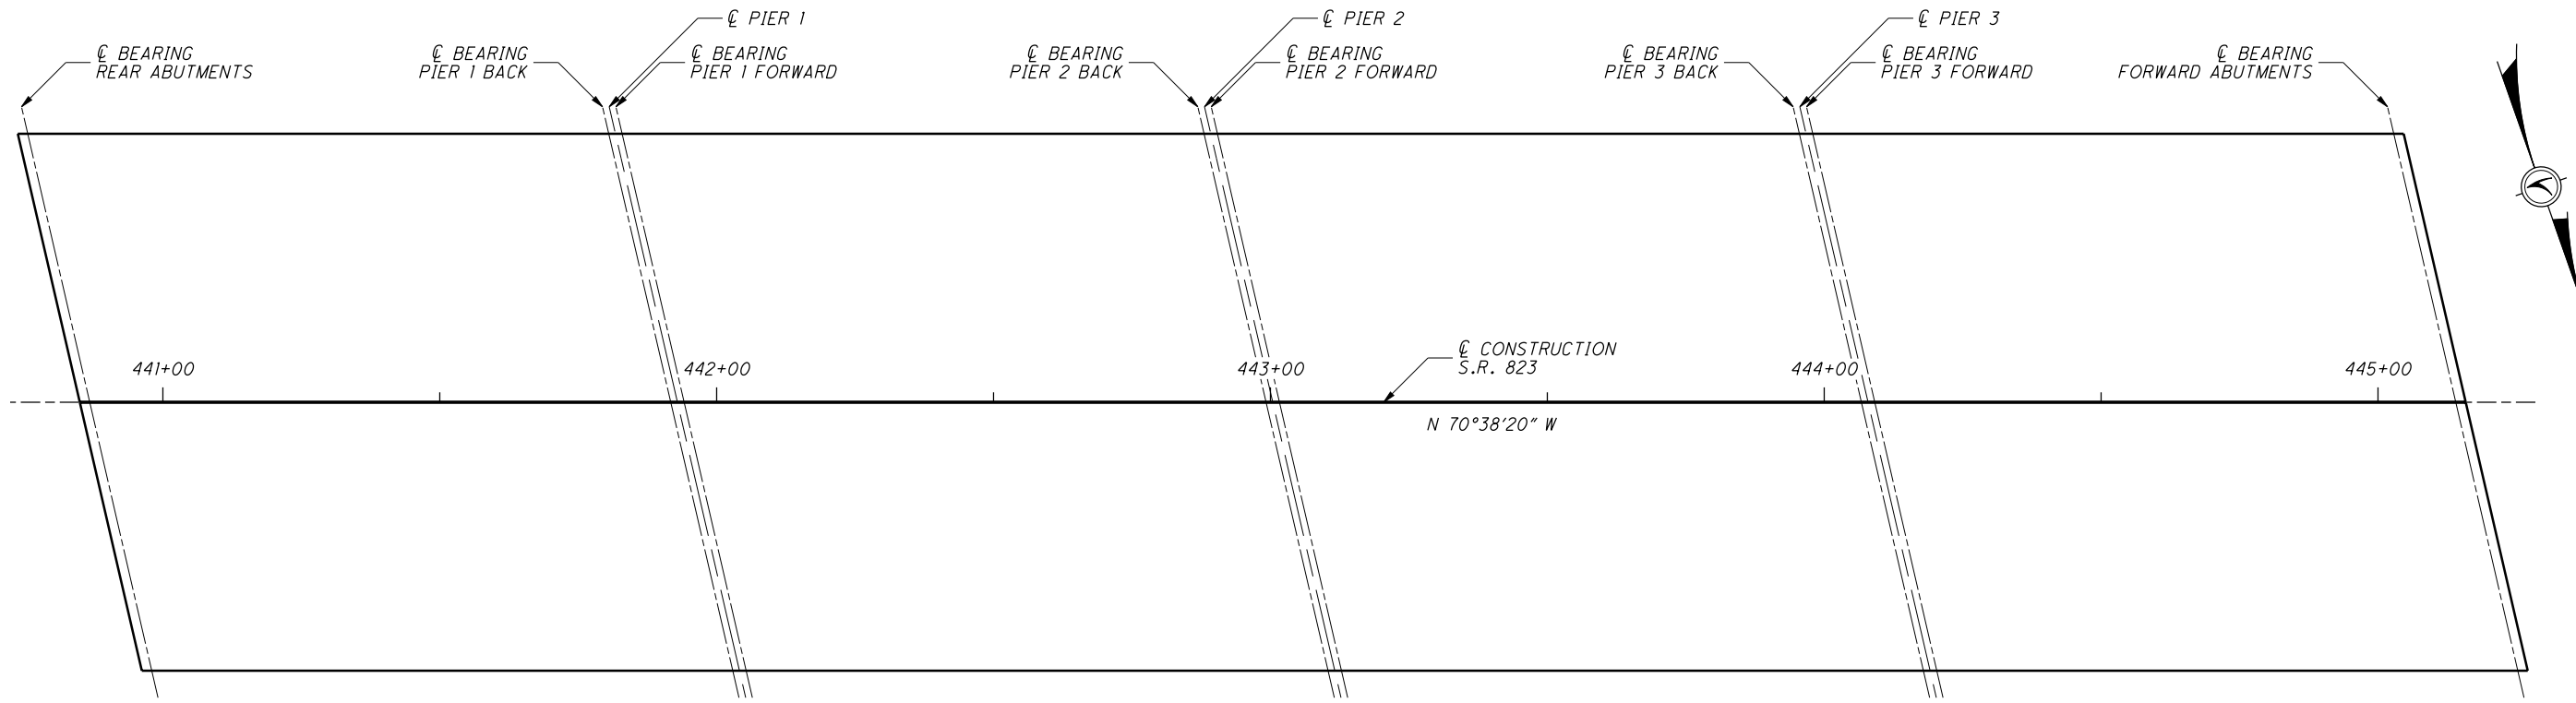 ℄ PIER 1
℄ PIER 2
℄ PIER 3
℄ BEARING
REAR ABUTMENTS
℄ BEARING
PIER 1 BACK
℄ BEARING
PIER 1 FORWARD
℄ BEARING
PIER 2 BACK
℄ BEARING
PIER 2 FORWARD
℄ BEARING
PIER 3 BACK
℄ BEARING
PIER 3 FORWARD
℄ BEARING
FORWARD ABUTMENTS
℄ CONSTRUCTION
S.R. 823
441+00
442+00
443+00
444+00
445+00
N 70°38'20" W